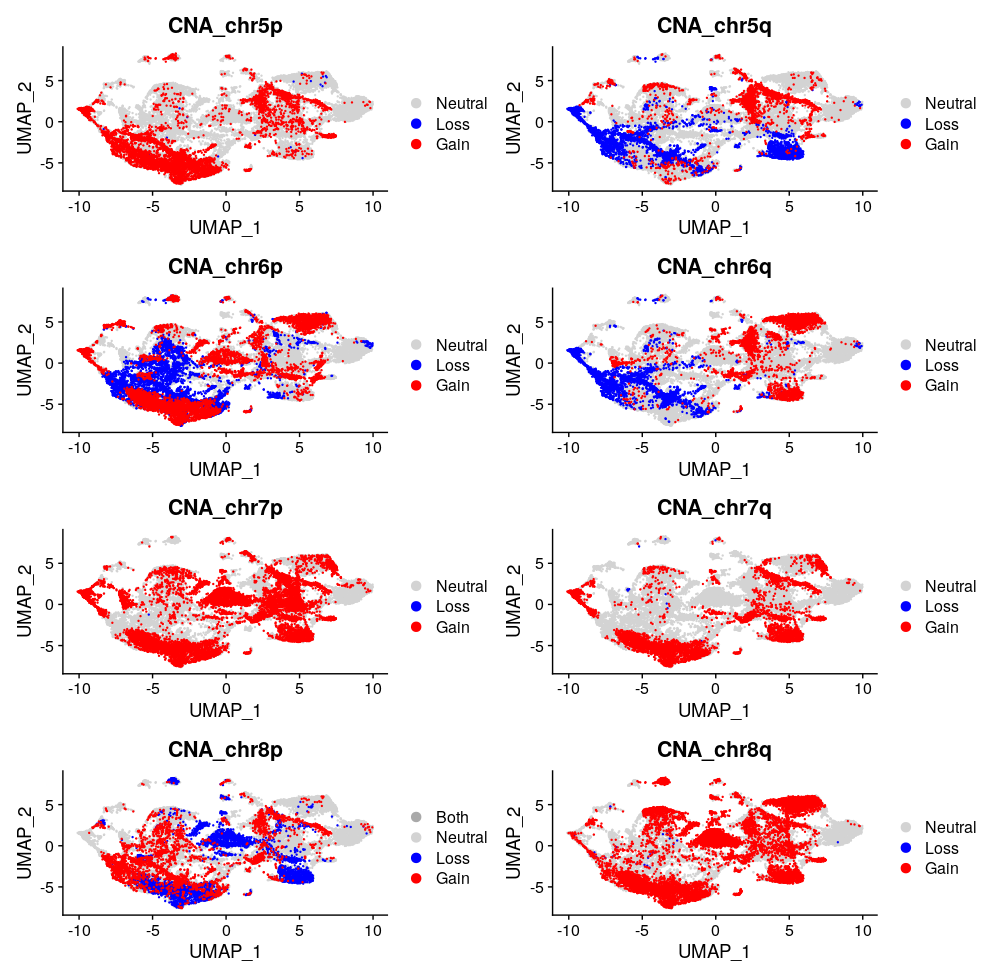 CNA_chr5p
UMAP_2
5
0
-5
-10
-5
0
5
10
UMAP_1
Neutral
Loss
Gain
CNA_chr5q
UMAP_2
5
0
-5
-10
-5
0
5
10
UMAP_1
Neutral
Loss
Gain
CNA_chr6p
UMAP_2
5
0
-5
-10
-5
0
5
10
UMAP_1
Neutral
Loss
Gain
CNA_chr6q
UMAP_2
5
0
-5
-10
-5
0
5
10
UMAP_1
Neutral
Loss
Gain
CNA_chr7p
UMAP_2
5
0
-5
-10
-5
0
5
10
UMAP_1
Neutral
Loss
Gain
CNA_chr7q
UMAP_2
5
0
-5
-10
-5
0
5
10
UMAP_1
Neutral
Loss
Gain
CNA_chr8p
UMAP_2
5
0
-5
-10
-5
0
5
10
UMAP_1
Both
Neutral
Loss
Gain
CNA_chr8q
UMAP_2
5
0
-5
-10
-5
0
5
10
UMAP_1
Neutral
Loss
Gain